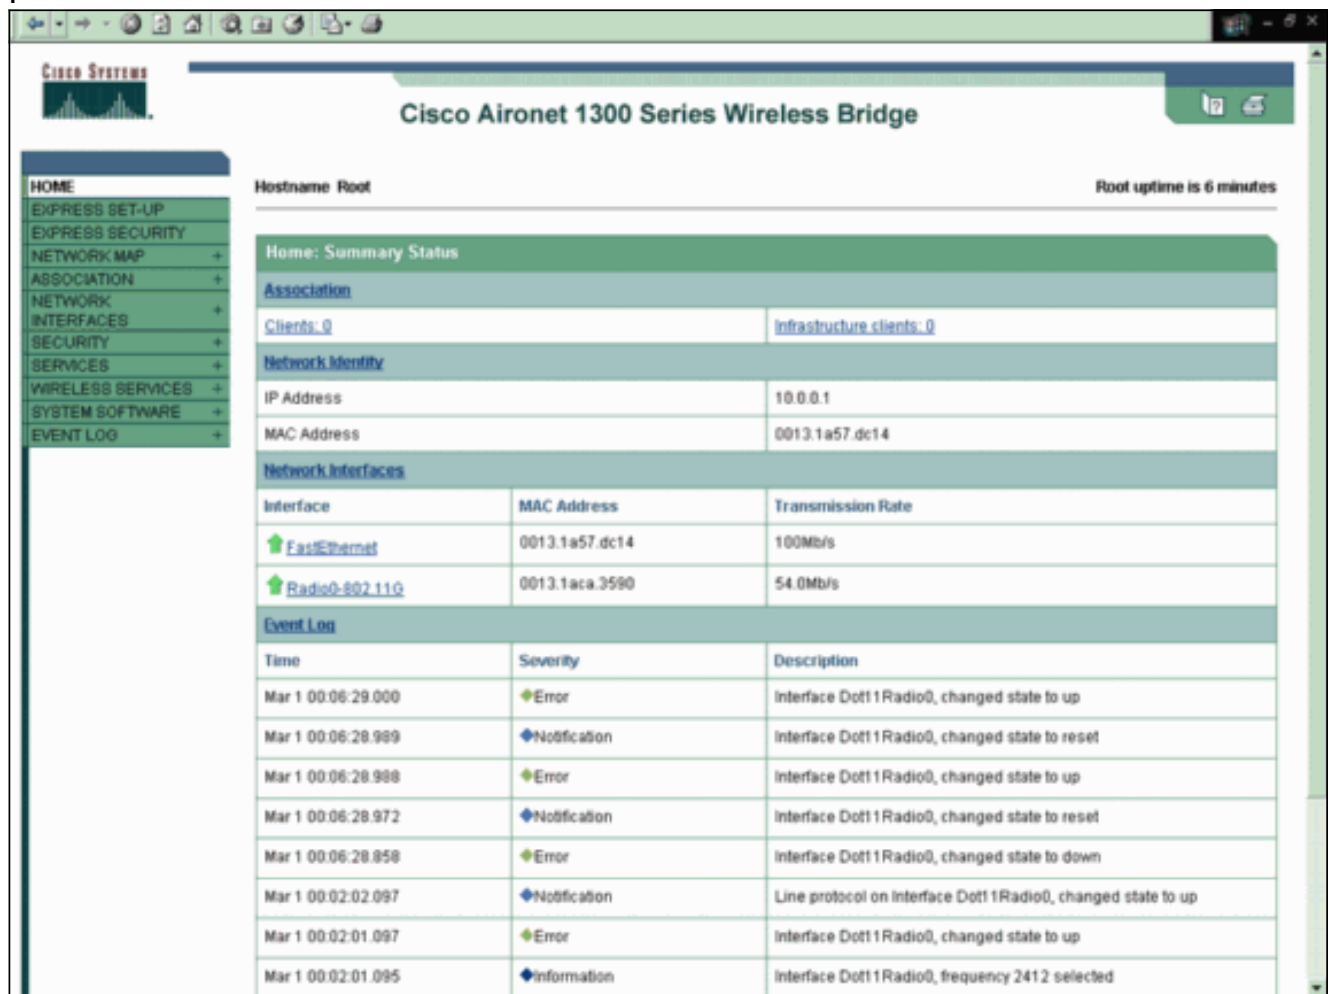 CISCO SYSTEMS
Cisco Aironet 1300 Series Wireless Bridge
HOME
EXPRESS SET-UP
EXPRESS SECURITY
NETWORK MAP +
ASSOCIATION +
NETWORK
INTERFACES +
SECURITY +
SERVICES +
WIRELESS SERVICES +
SYSTEM SOFTWARE +
EVENT LOG +
Hostname Root Root uptime is 6 minutes
Home: Summary Status
Association
Clients: 0 Infrastructure clients: 0
Network Identity
IP Address 10.0.0.1
MAC Address 0013.1a57.dc14
Network Interfaces
Interface MAC Address Transmission Rate
FastEthernet 0013.1a57.dc14 100Mb/s
Radio0-802.11G 0013.1aca.3590 54.0Mb/s
Event Log
Time Severity Description
Mar 1 00:06:29.000 Error Interface Dot11Radio0, changed state to up
Mar 1 00:06:28.989 Notification Interface Dot11Radio0, changed state to reset
Mar 1 00:06:28.988 Error Interface Dot11Radio0, changed state to up
Mar 1 00:06:28.972 Notification Interface Dot11Radio0, changed state to reset
Mar 1 00:06:28.858 Error Interface Dot11Radio0, changed state to down
Mar 1 00:02:02.097 Notification Line protocol on Interface Dot11Radio0, changed state to up
Mar 1 00:02:01.097 Error Interface Dot11Radio0, changed state to up
Mar 1 00:02:01.095 Information Interface Dot11Radio0, frequency 2412 selected